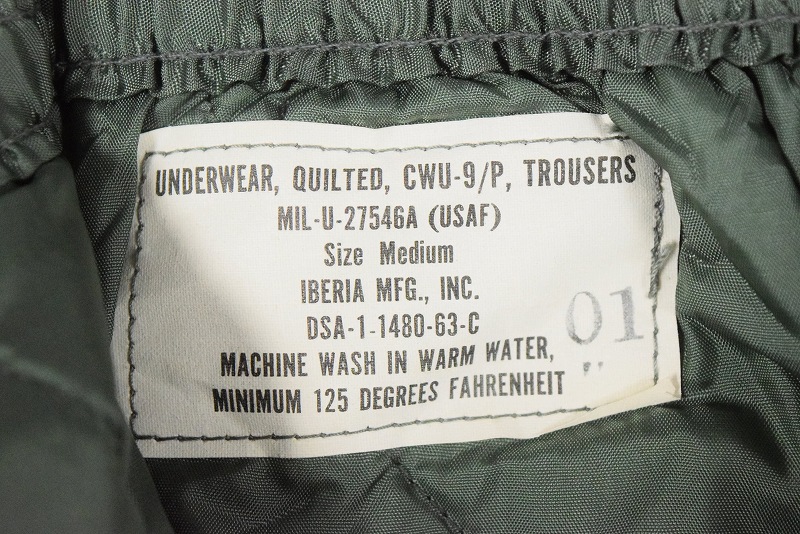 UNDERWEAR, QUILTED, CWU-9/P, TROUSERS
MIL-U-27546A (USAF)
Size Medium
IBERIA MFG., INC.
DSA-1-1480-63-C
01
MACHINE WASH IN WARM WATER,
MINIMUM 125 DEGREES FAHRENHEIT "